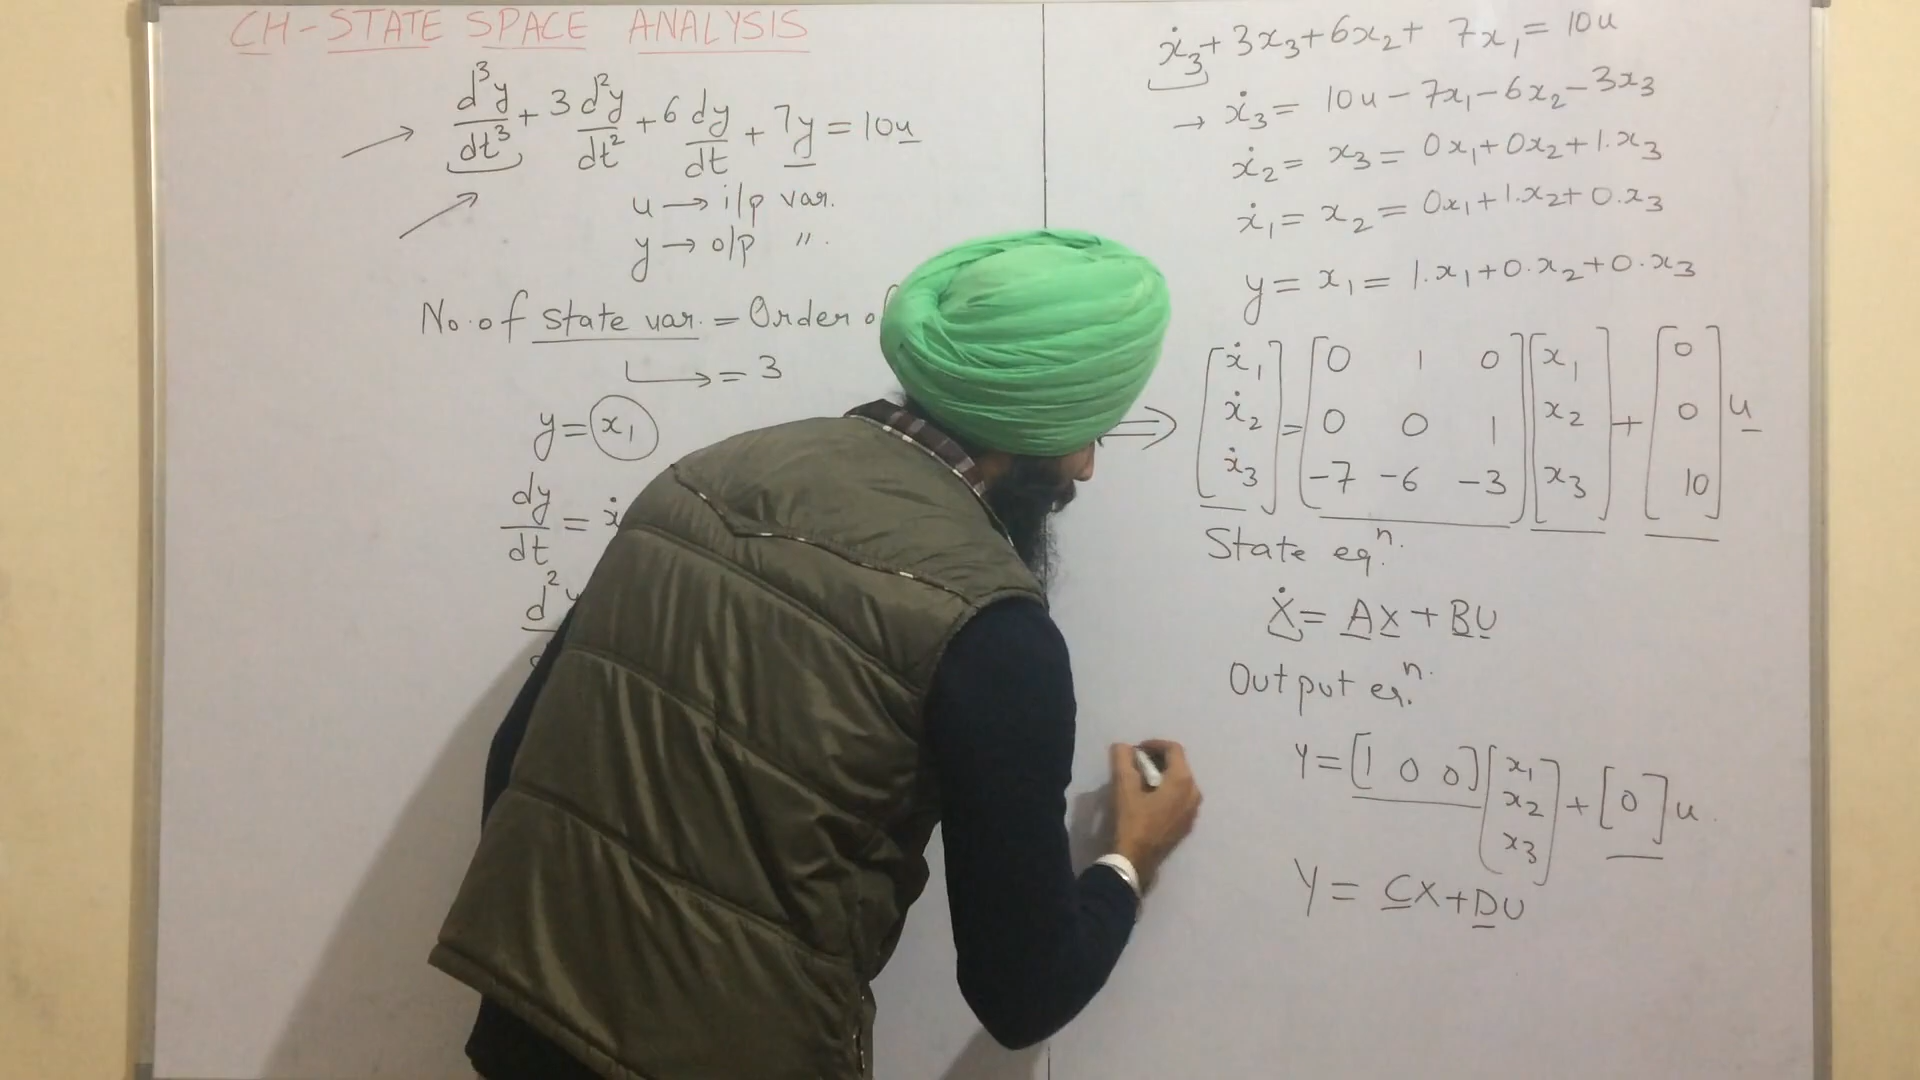 CH-STATE SPACE ANALYSIS
d³y/dt³ + 3 d²y/dt² + 6 dy/dt + 7y = 10u
u → i/p var.
y → o/p "
No. of state var. = Order
↳ = 3
y = x₁
dy/dt = ẋ
d²
ẋ₃ + 3x₃ + 6x₂ + 7x₁ = 10u
→ ẋ₃ = 10u - 7x₁ - 6x₂ - 3x₃
ẋ₂ = x₃ = 0x₁ + 0x₂ + 1.x₃
ẋ₁ = x₂ = 0x₁ + 1.x₂ + 0.x₃
y = x₁ = 1.x₁ + 0.x₂ + 0.x₃
⇒ [ẋ₁ ẋ₂ ẋ₃] = [0 1 0; 0 0 1; -7 -6 -3] [x₁ x₂ x₃] + [0 0 10] u
State eqⁿ.
Ẋ = AX + BU
Output eqⁿ.
Y = [1 0 0] [x₁ x₂ x₃] + [0] u
Y = CX + DU